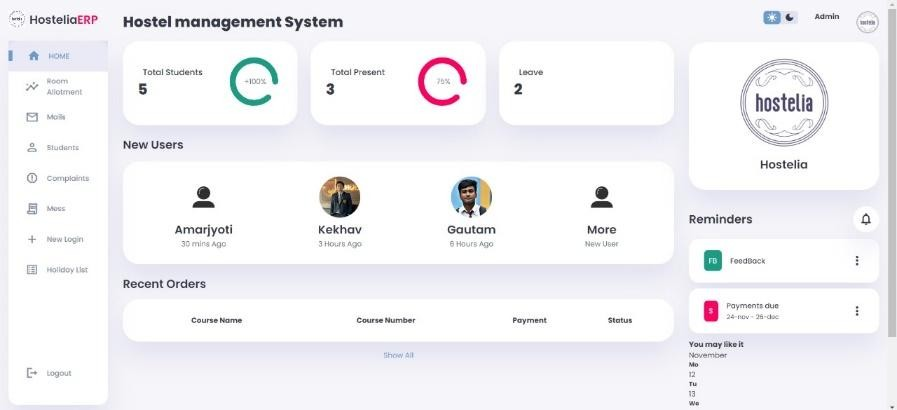 HosteliaERP
HOME
Room
Allotment
Mails
Students
Complaints
Mess
New Login
Holiday List
Logout
Hostel management System
Total Students
5
+100%
Total Present
3
75%
Leave
2
New Users
Amarjyoti
30 mins Ago
Kekhav
3 Hours Ago
Gautam
6 Hours Ago
More
New User
Recent Orders
Course Name Course Number Payment Status
Show All
Admin
hostelia
hostelia
Hostelia
Reminders
FB FeedBack
$ Payments due
24-nov - 26-dec
You may like it
November
Mo
12
Tu
13
We